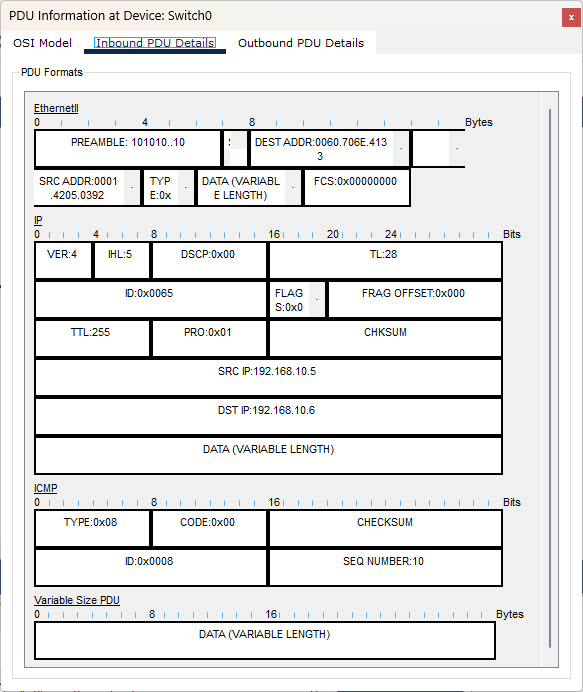 PDU Information at Device: Switch0
x
OSI Model Inbound PDU Details Outbound PDU Details
PDU Formats
EthernetII
0 4 8 Bytes
PREAMBLE: 101010..10
DEST ADDR:0060.706E.413
3
SRC ADDR:0001
.4205.0392
TYP
E:0x
DATA (VARIABL
E LENGTH)
FCS:0x00000000
IP
0 4 8 16 20 24 Bits
VER:4 IHL:5 DSCP:0x00 TL:28
ID:0x0065
FLAG
S:0x0
FRAG OFFSET:0x000
TTL:255 PRO:0x01 CHKSUM
SRC IP:192.168.10.5
DST IP:192.168.10.6
DATA (VARIABLE LENGTH)
ICMP
0 8 16 Bits
TYPE:0x08 CODE:0x00 CHECKSUM
ID:0x0008 SEQ NUMBER:10
Variable Size PDU
0 8 16 Bytes
DATA (VARIABLE LENGTH)